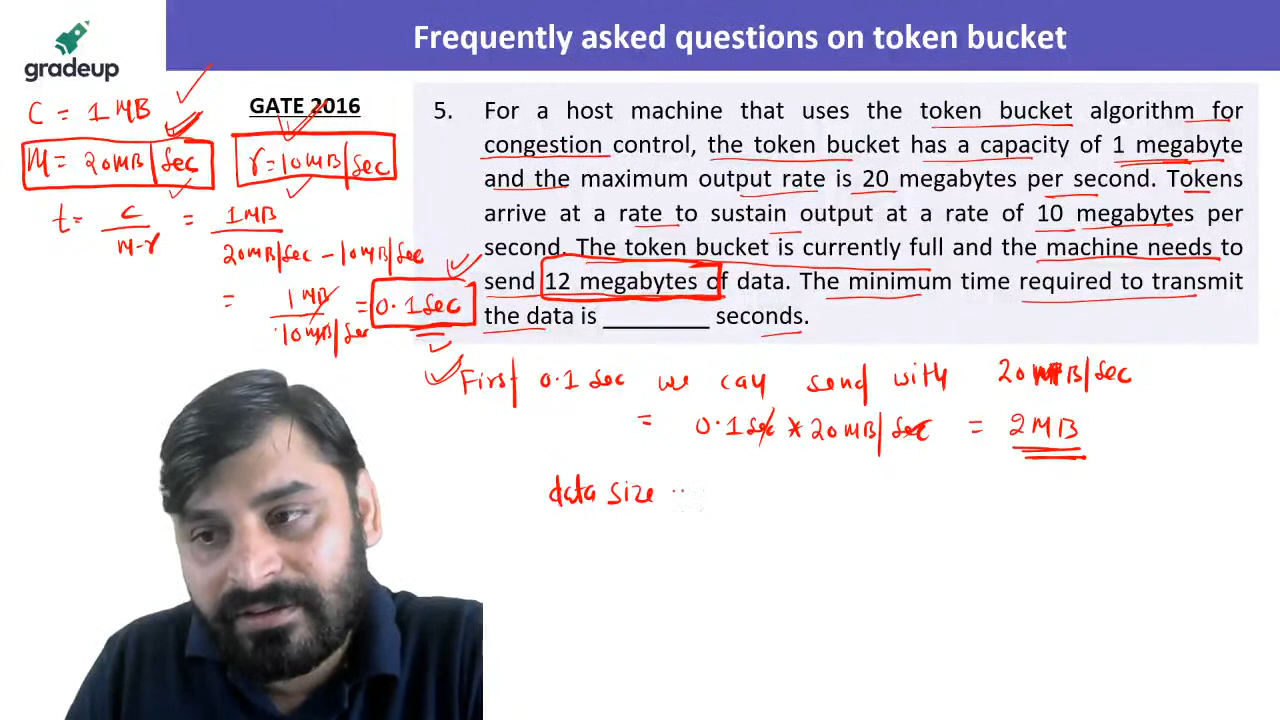 Frequently asked questions on token bucket
gradeup
C = 1 MB
GATE 2016
M = 20MB|Sec
r = 10MB|Sec
t = C / M-r = 1MB / 20MB|Sec - 10MB|Sec
= 1MB / 10MB|Sec = 0.1 Sec
5. For a host machine that uses the token bucket algorithm for
congestion control, the token bucket has a capacity of 1 megabyte
and the maximum output rate is 20 megabytes per second. Tokens
arrive at a rate to sustain output at a rate of 10 megabytes per
second. The token bucket is currently full and the machine needs to
send 12 megabytes of data. The minimum time required to transmit
the data is ________ seconds.
First 0.1 sec we can send with 20MB|Sec
= 0.1 Sec * 20MB|Sec = 2MB
data size